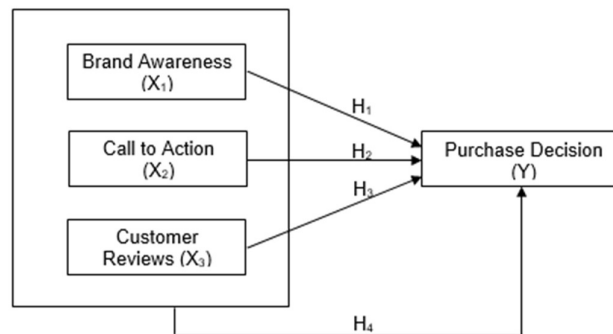 Brand Awareness
(X₁)
H₁
Call to Action
(X₂)
H₂
Purchase Decision
(Y)
H₃
Customer
Reviews (X₃)
H₄